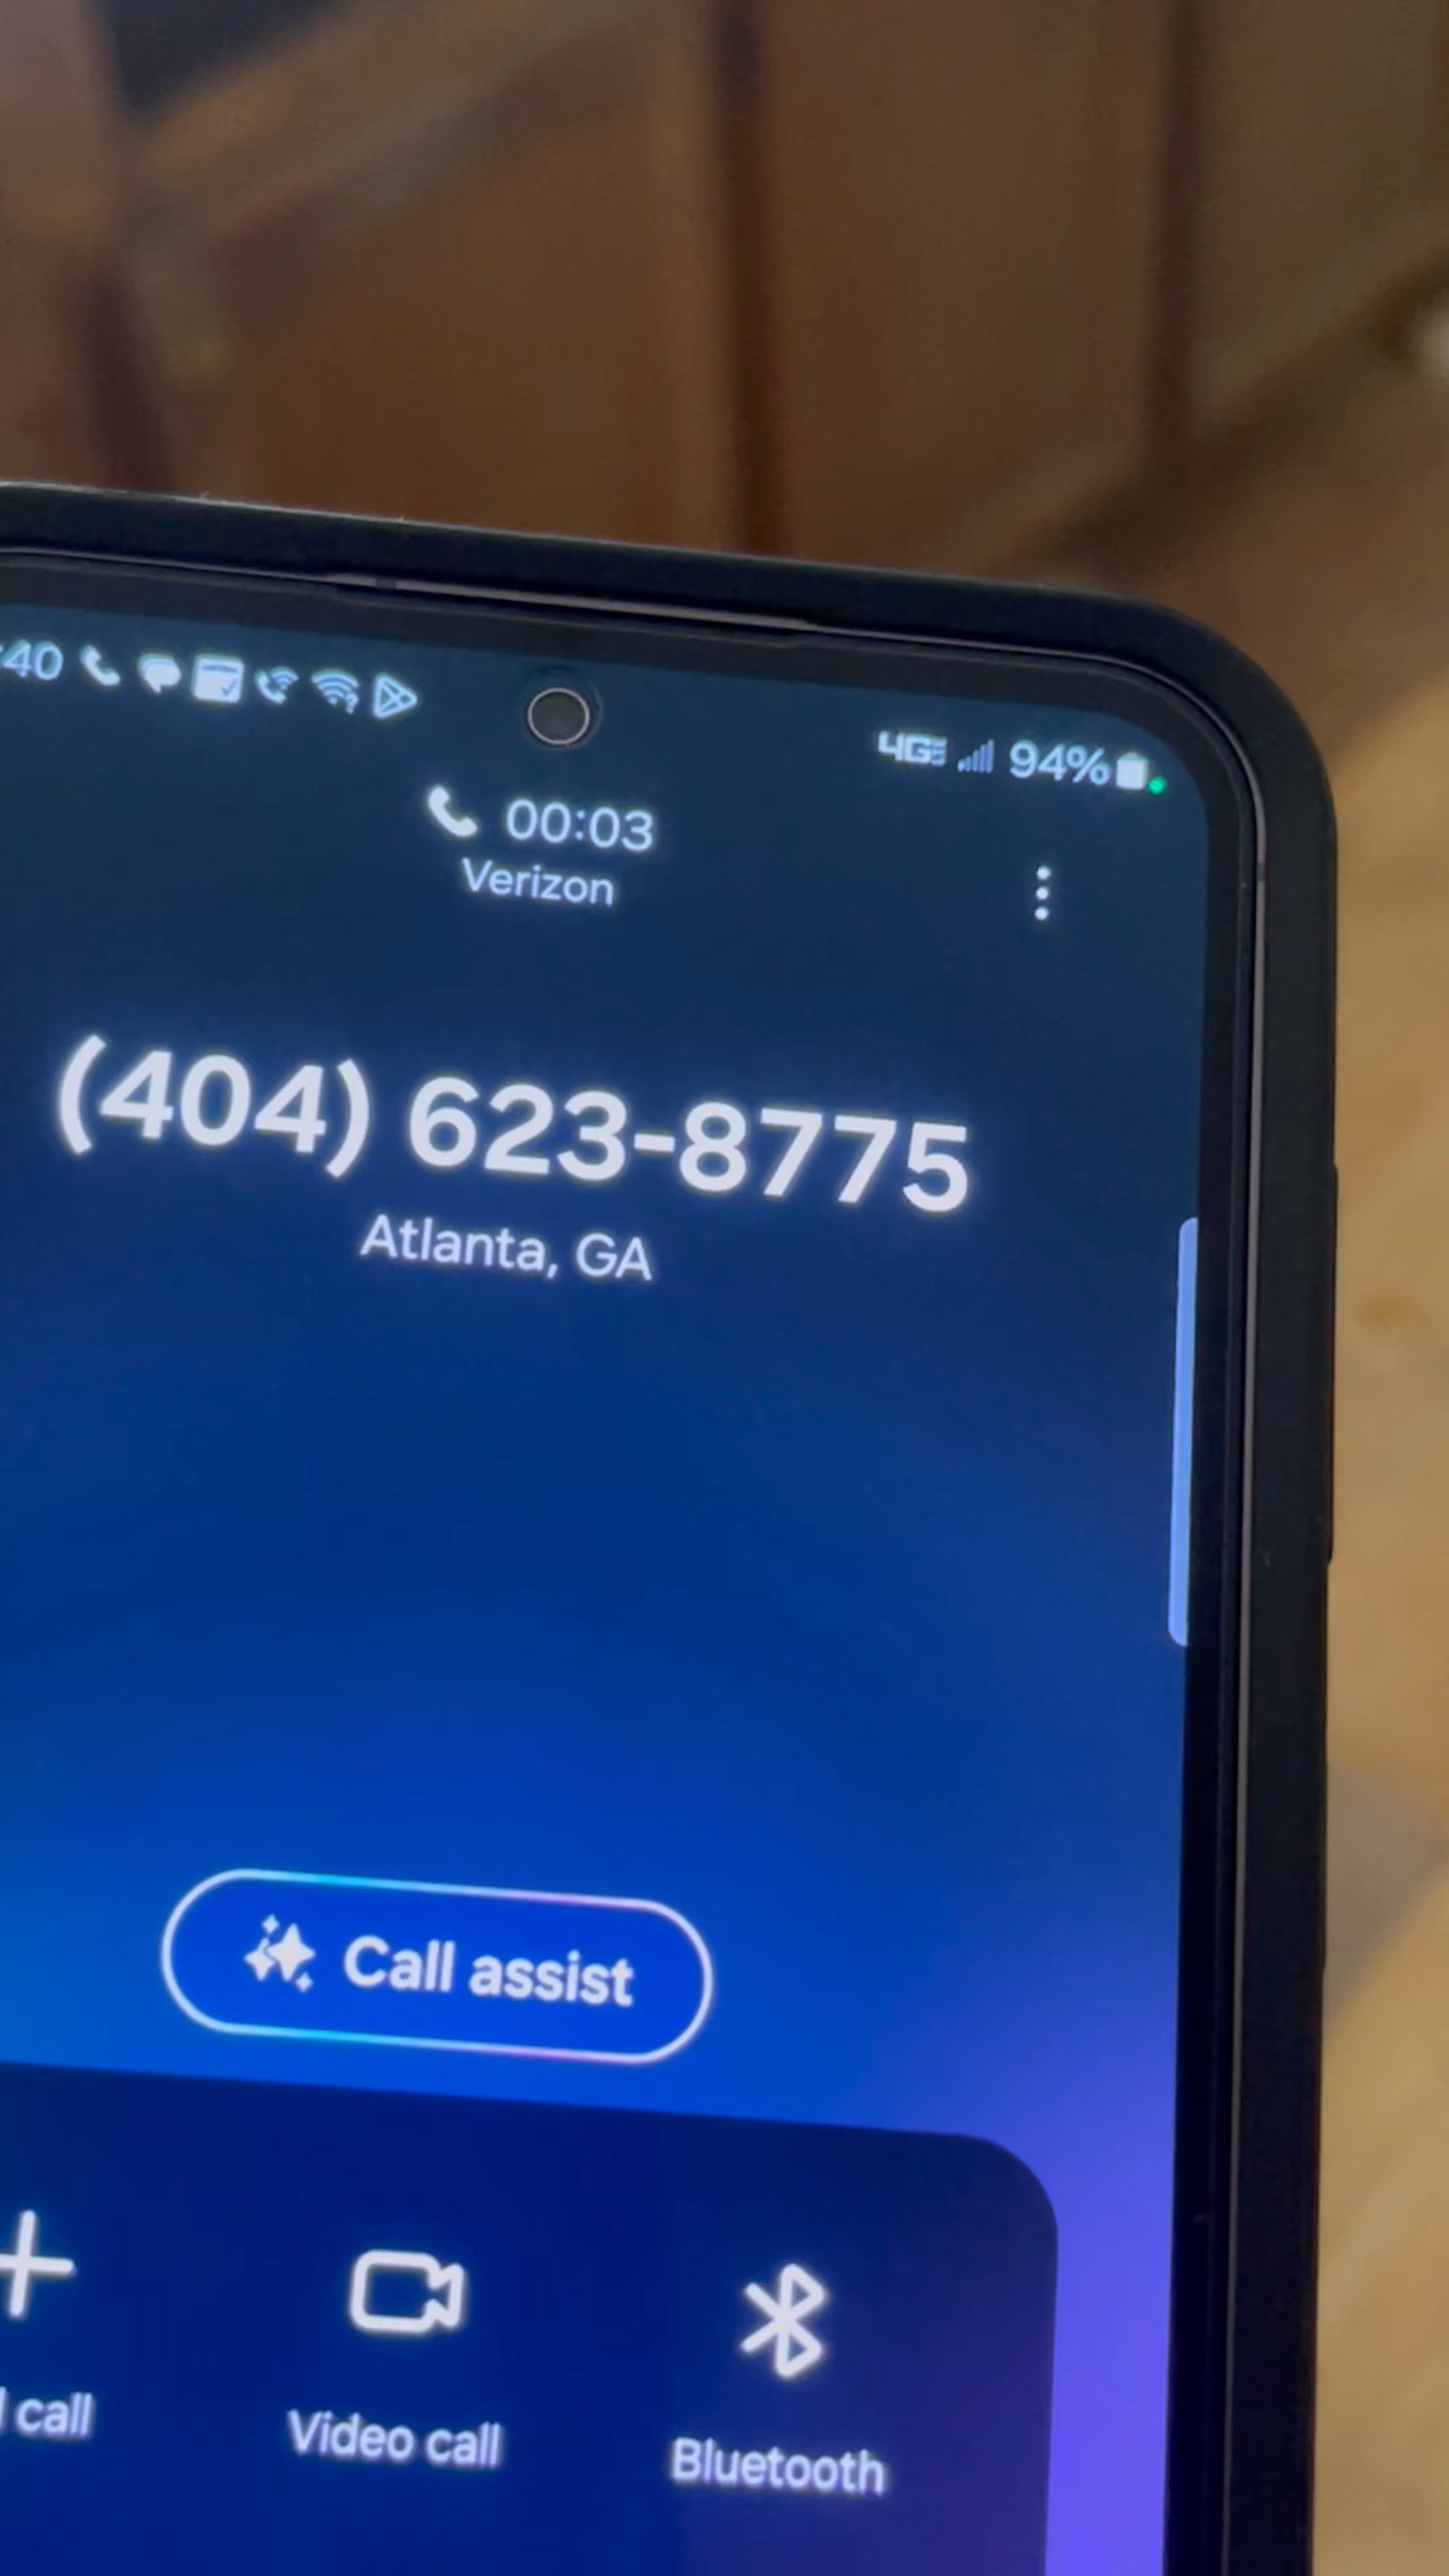 :40
4G 94%
00:03
Verizon
(404) 623-8775
Atlanta, GA
Call assist
call
Video call
Bluetooth